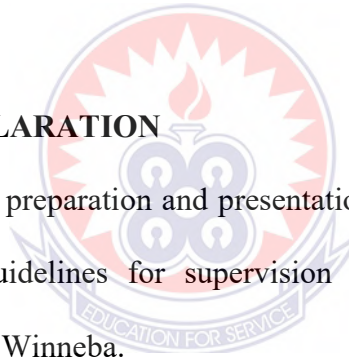 LARATION
preparation and presentation
uidelines for supervision
Winneba.
EDUCATION FOR SERVICE